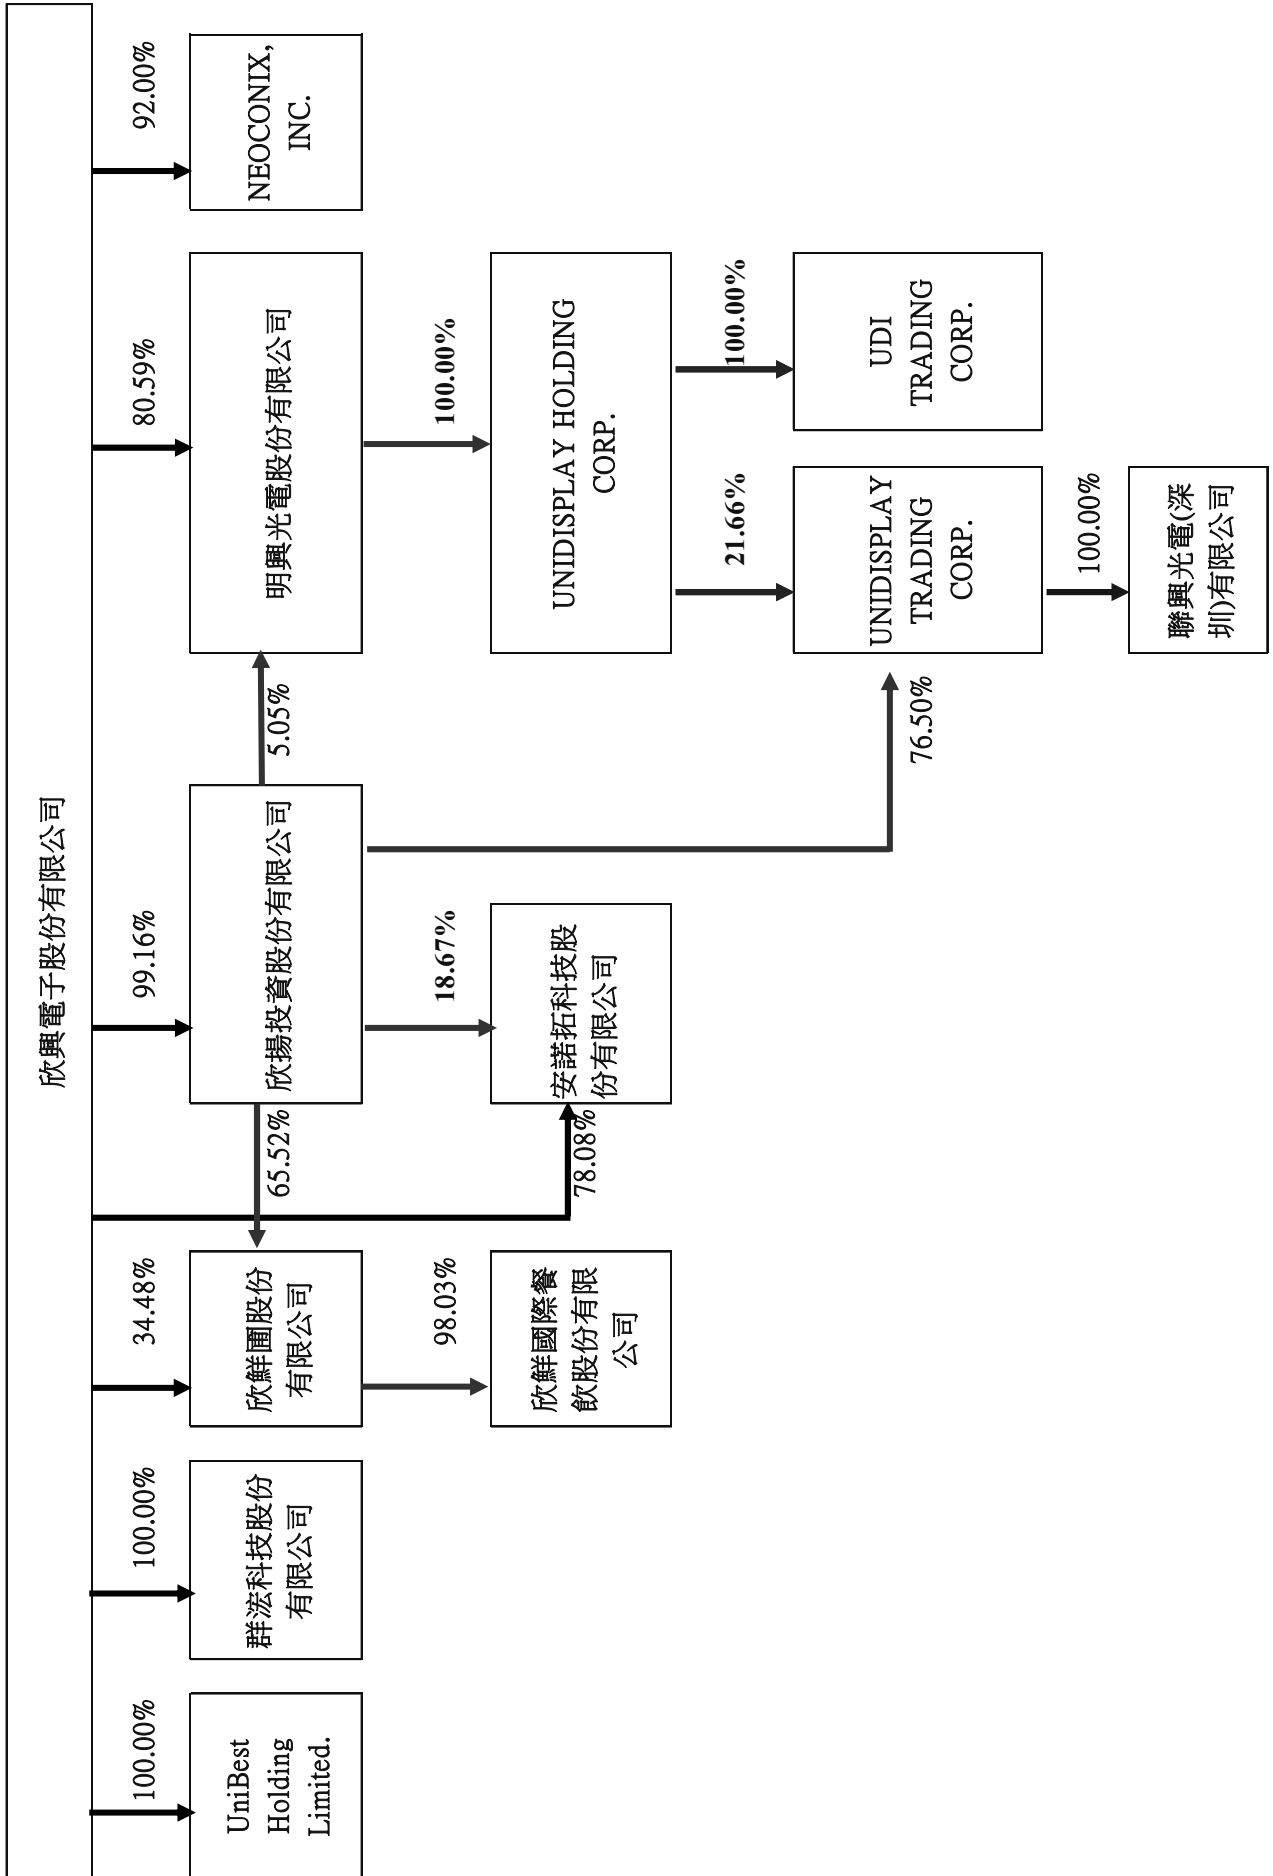 欣興電子股份有限公司
100.00%
100.00%
34.48%
99.16%
80.59%
92.00%
UniBest
Holding
Limited.
群浤科技股份
有限公司
欣鮮圃股份
有限公司
65.52%
欣揚投資股份有限公司
5.05%
明興光電股份有限公司
NEOCONIX,
INC.
98.03%
18.67%
100.00%
欣鮮國際餐
飲股份有限
公司
78.08%
安諾拓科技股
份有限公司
UNIDISPLAY HOLDING
CORP.
21.66%
100.00%
76.50%
UNIDISPLAY
TRADING
CORP.
UDI
TRADING
CORP.
100.00%
聯興光電(深
圳)有限公司